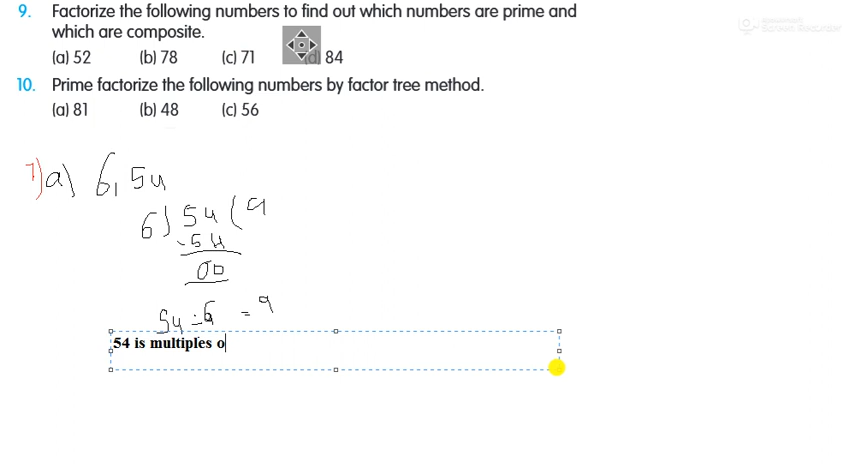 9. Factorize the following numbers to find out which numbers are prime and
which are composite.
(a) 52 (b) 78 (c) 71 (d) 84
10. Prime factorize the following numbers by factor tree method.
(a) 81 (b) 48 (c) 56
7) a) 6, 54
6) 54 ( 9
- 54
00
54 ÷ 6 = 9
54 is multiples o